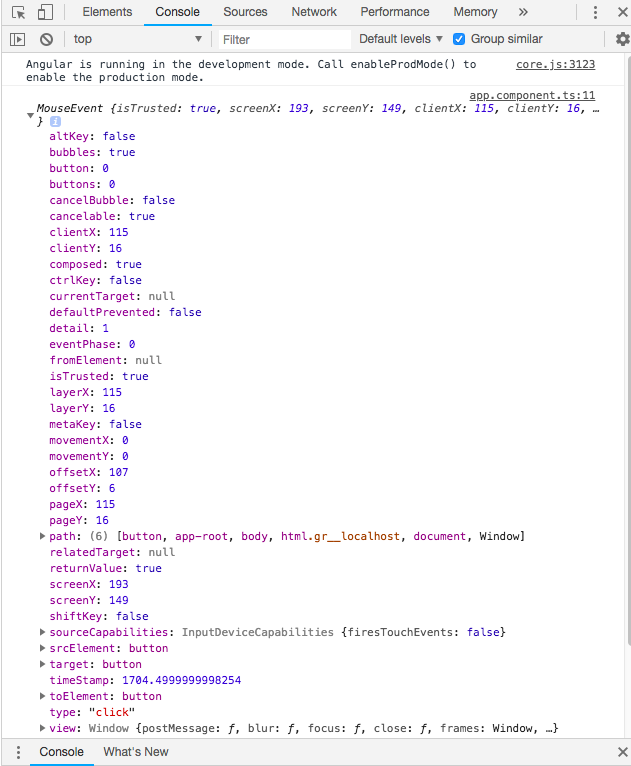 Elements Console Sources Network Performance Memory »
top Filter Default levels Group similar
Angular is running in the development mode. Call enableProdMode() to core.js:3123
enable the production mode.
app.component.ts:11
MouseEvent {isTrusted: true, screenX: 193, screenY: 149, clientX: 115, clientY: 16, …
} i
altKey: false
bubbles: true
button: 0
buttons: 0
cancelBubble: false
cancelable: true
clientX: 115
clientY: 16
composed: true
ctrlKey: false
currentTarget: null
defaultPrevented: false
detail: 1
eventPhase: 0
fromElement: null
isTrusted: true
layerX: 115
layerY: 16
metaKey: false
movementX: 0
movementY: 0
offsetX: 107
offsetY: 6
pageX: 115
pageY: 16
path: (6) [button, app-root, body, html.gr__localhost, document, Window]
relatedTarget: null
returnValue: true
screenX: 193
screenY: 149
shiftKey: false
sourceCapabilities: InputDeviceCapabilities {firesTouchEvents: false}
srcElement: button
target: button
timeStamp: 1704.4999999998254
toElement: button
type: "click"
view: Window {postMessage: ƒ, blur: ƒ, focus: ƒ, close: ƒ, frames: Window, …}
Console What's New